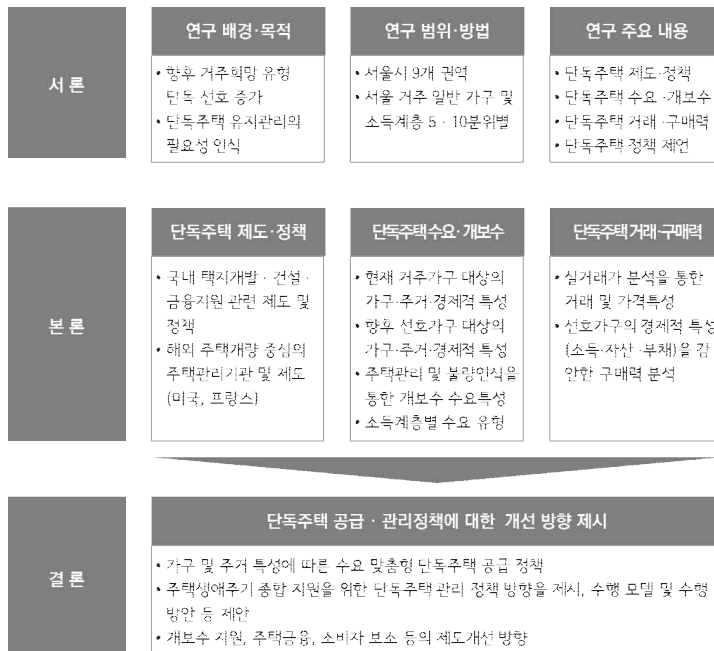 서론
연구 배경·목적
• 향후 거주희망 유형
단독 선호 증가
• 단독주택 유지관리의
필요성 인식
연구 범위·방법
• 서울시 9개 권역
• 서울 거주 일반 가구 및
소득계층 5 · 10분위별
연구 주요 내용
• 단독주택 제도·정책
• 단독주택 수요·개보수
• 단독주택 거래·구매력
• 단독주택 정책 제언
본론
단독주택 제도·정책
• 국내 택지개발 · 건설 ·
금융지원 관련 제도 및
정책
• 해외 주택개량 중심의
주택관리기관 및 제도
(미국, 프랑스)
단독주택수요·개보수
• 현재 거주가구 대상의
가구·주거·경제적 특성
• 향후 선호가구 대상의
가구·주거·경제적 특성
• 주택관리 및 불량인식을
통한 개보수 수요특성
• 소득계층별 수요 유형
단독주택거래·구매력
• 실거래가 분석을 통한
거래 및 가격특성
• 선호가구의 경제적 특성
(소득·자산·부채)을 감
안한 구매력 분석
결론
단독주택 공급 · 관리정책에 대한 개선 방향 제시
• 가구 및 주거 특성에 따른 수요 맞춤형 단독주택 공급 정책
• 주택생애주기 종합 지원을 위한 단독주택 관리 정책 방향을 제시, 수행 모델 및 수행
방안 등 제안
• 개보수 지원, 주택금융, 소비자 보소 등의 제도개선 방향